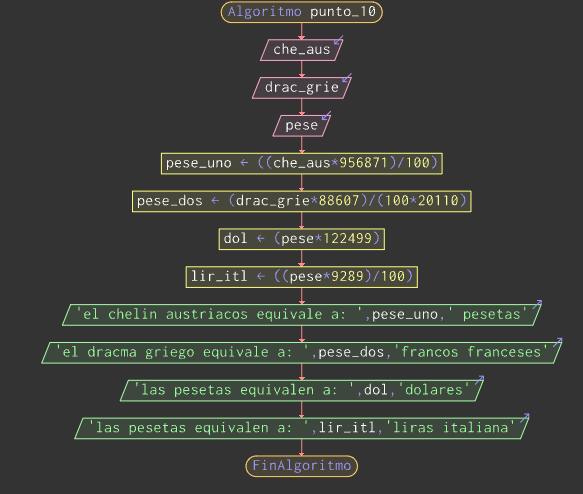 Algoritmo punto_10
che_aus
drac_grie
pese
pese_uno ← ((che_aus*956871)/100)
pese_dos ← (drac_grie*88607)/(100*20110)
dol ← (pese*122499)
lir_itl ← ((pese*9289)/100)
'el chelin austriacos equivale a: ',pese_uno,' pesetas'
'el dracma griego equivale a: ',pese_dos,'francos franceses'
'las pesetas equivalen a: ',dol,'dolares'
'las pesetas equivalen a: ',lir_itl,'liras italiana'
FinAlgoritmo